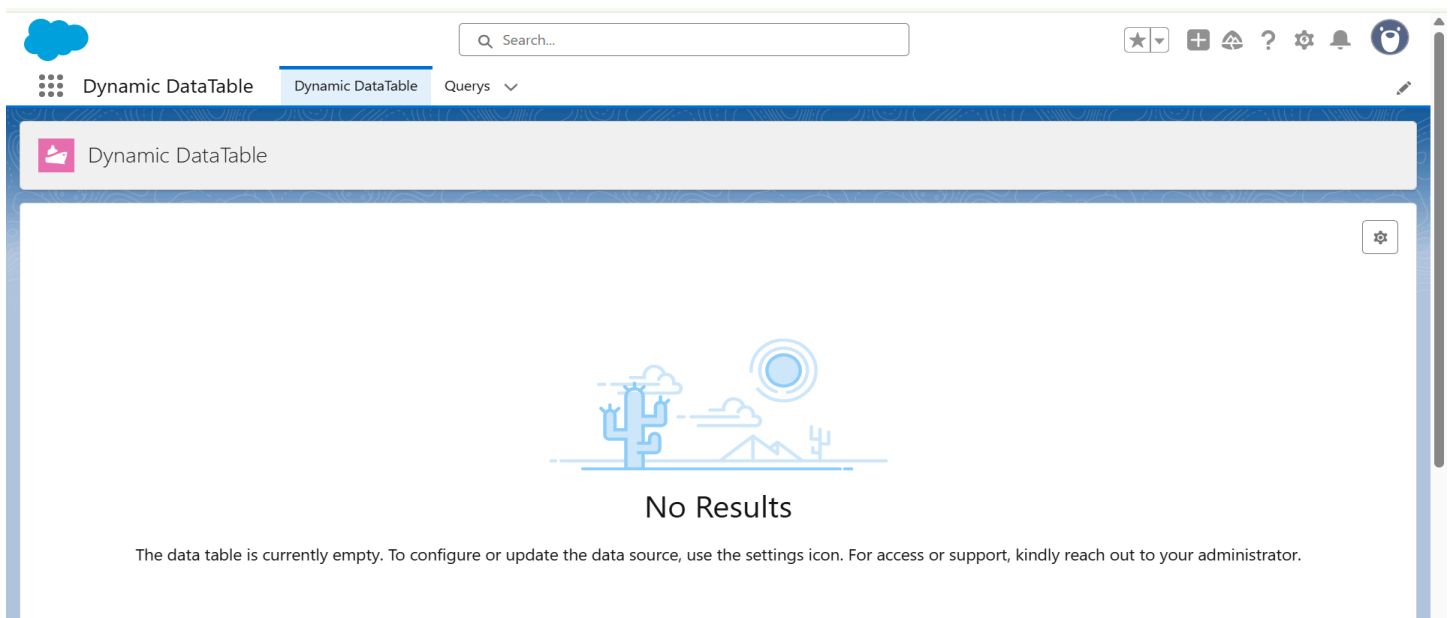 Search...
Dynamic DataTable
Dynamic DataTable
Querys
Dynamic DataTable
No Results
The data table is currently empty. To configure or update the data source, use the settings icon. For access or support, kindly reach out to your administrator.